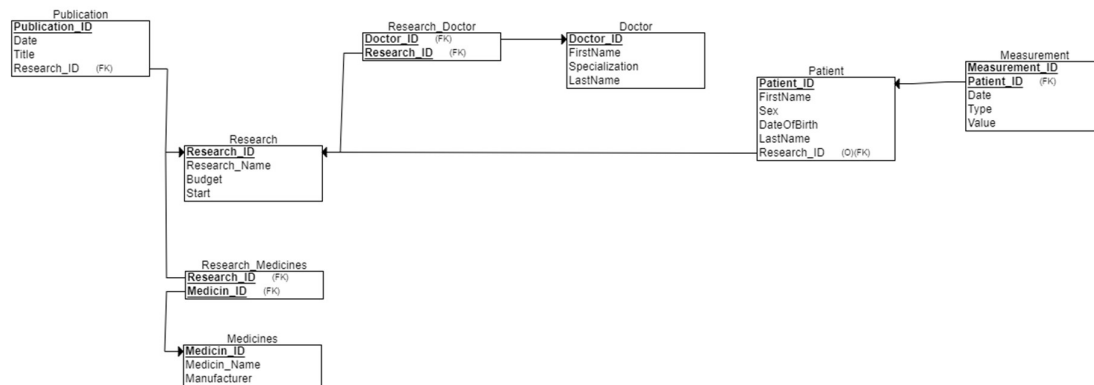 Publication
Publication_ID
Date
Title
Research_ID (FK)
Research_Doctor
Doctor_ID (FK)
Research_ID (FK)
Doctor
Doctor_ID
FirstName
Specialization
LastName
Patient
Patient_ID
FirstName
Sex
DateOfBirth
LastName
Research_ID (O)(FK)
Measurement
Measurement_ID
Patient_ID (FK)
Date
Type
Value
Research
Research_ID
Research_Name
Budget
Start
Research_Medicines
Research_ID (FK)
Medicin_ID (FK)
Medicines
Medicin_ID
Medicin_Name
Manufacturer